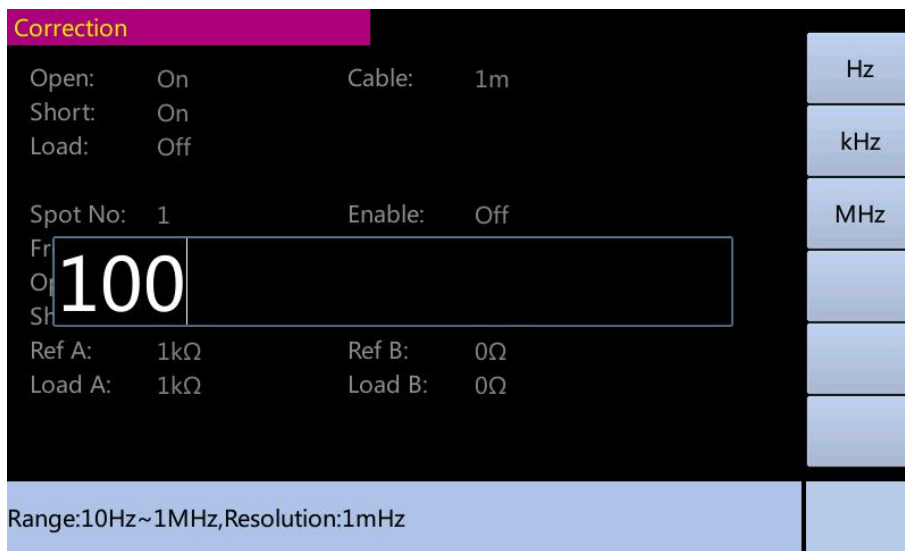 Correction
Open: On Cable: 1m
Short: On
Load: Off
Spot No: 1 Enable: Off
100
Ref A: 1kΩ Ref B: 0Ω
Load A: 1kΩ Load B: 0Ω
Hz
kHz
MHz
Range:10Hz~1MHz,Resolution:1mHz